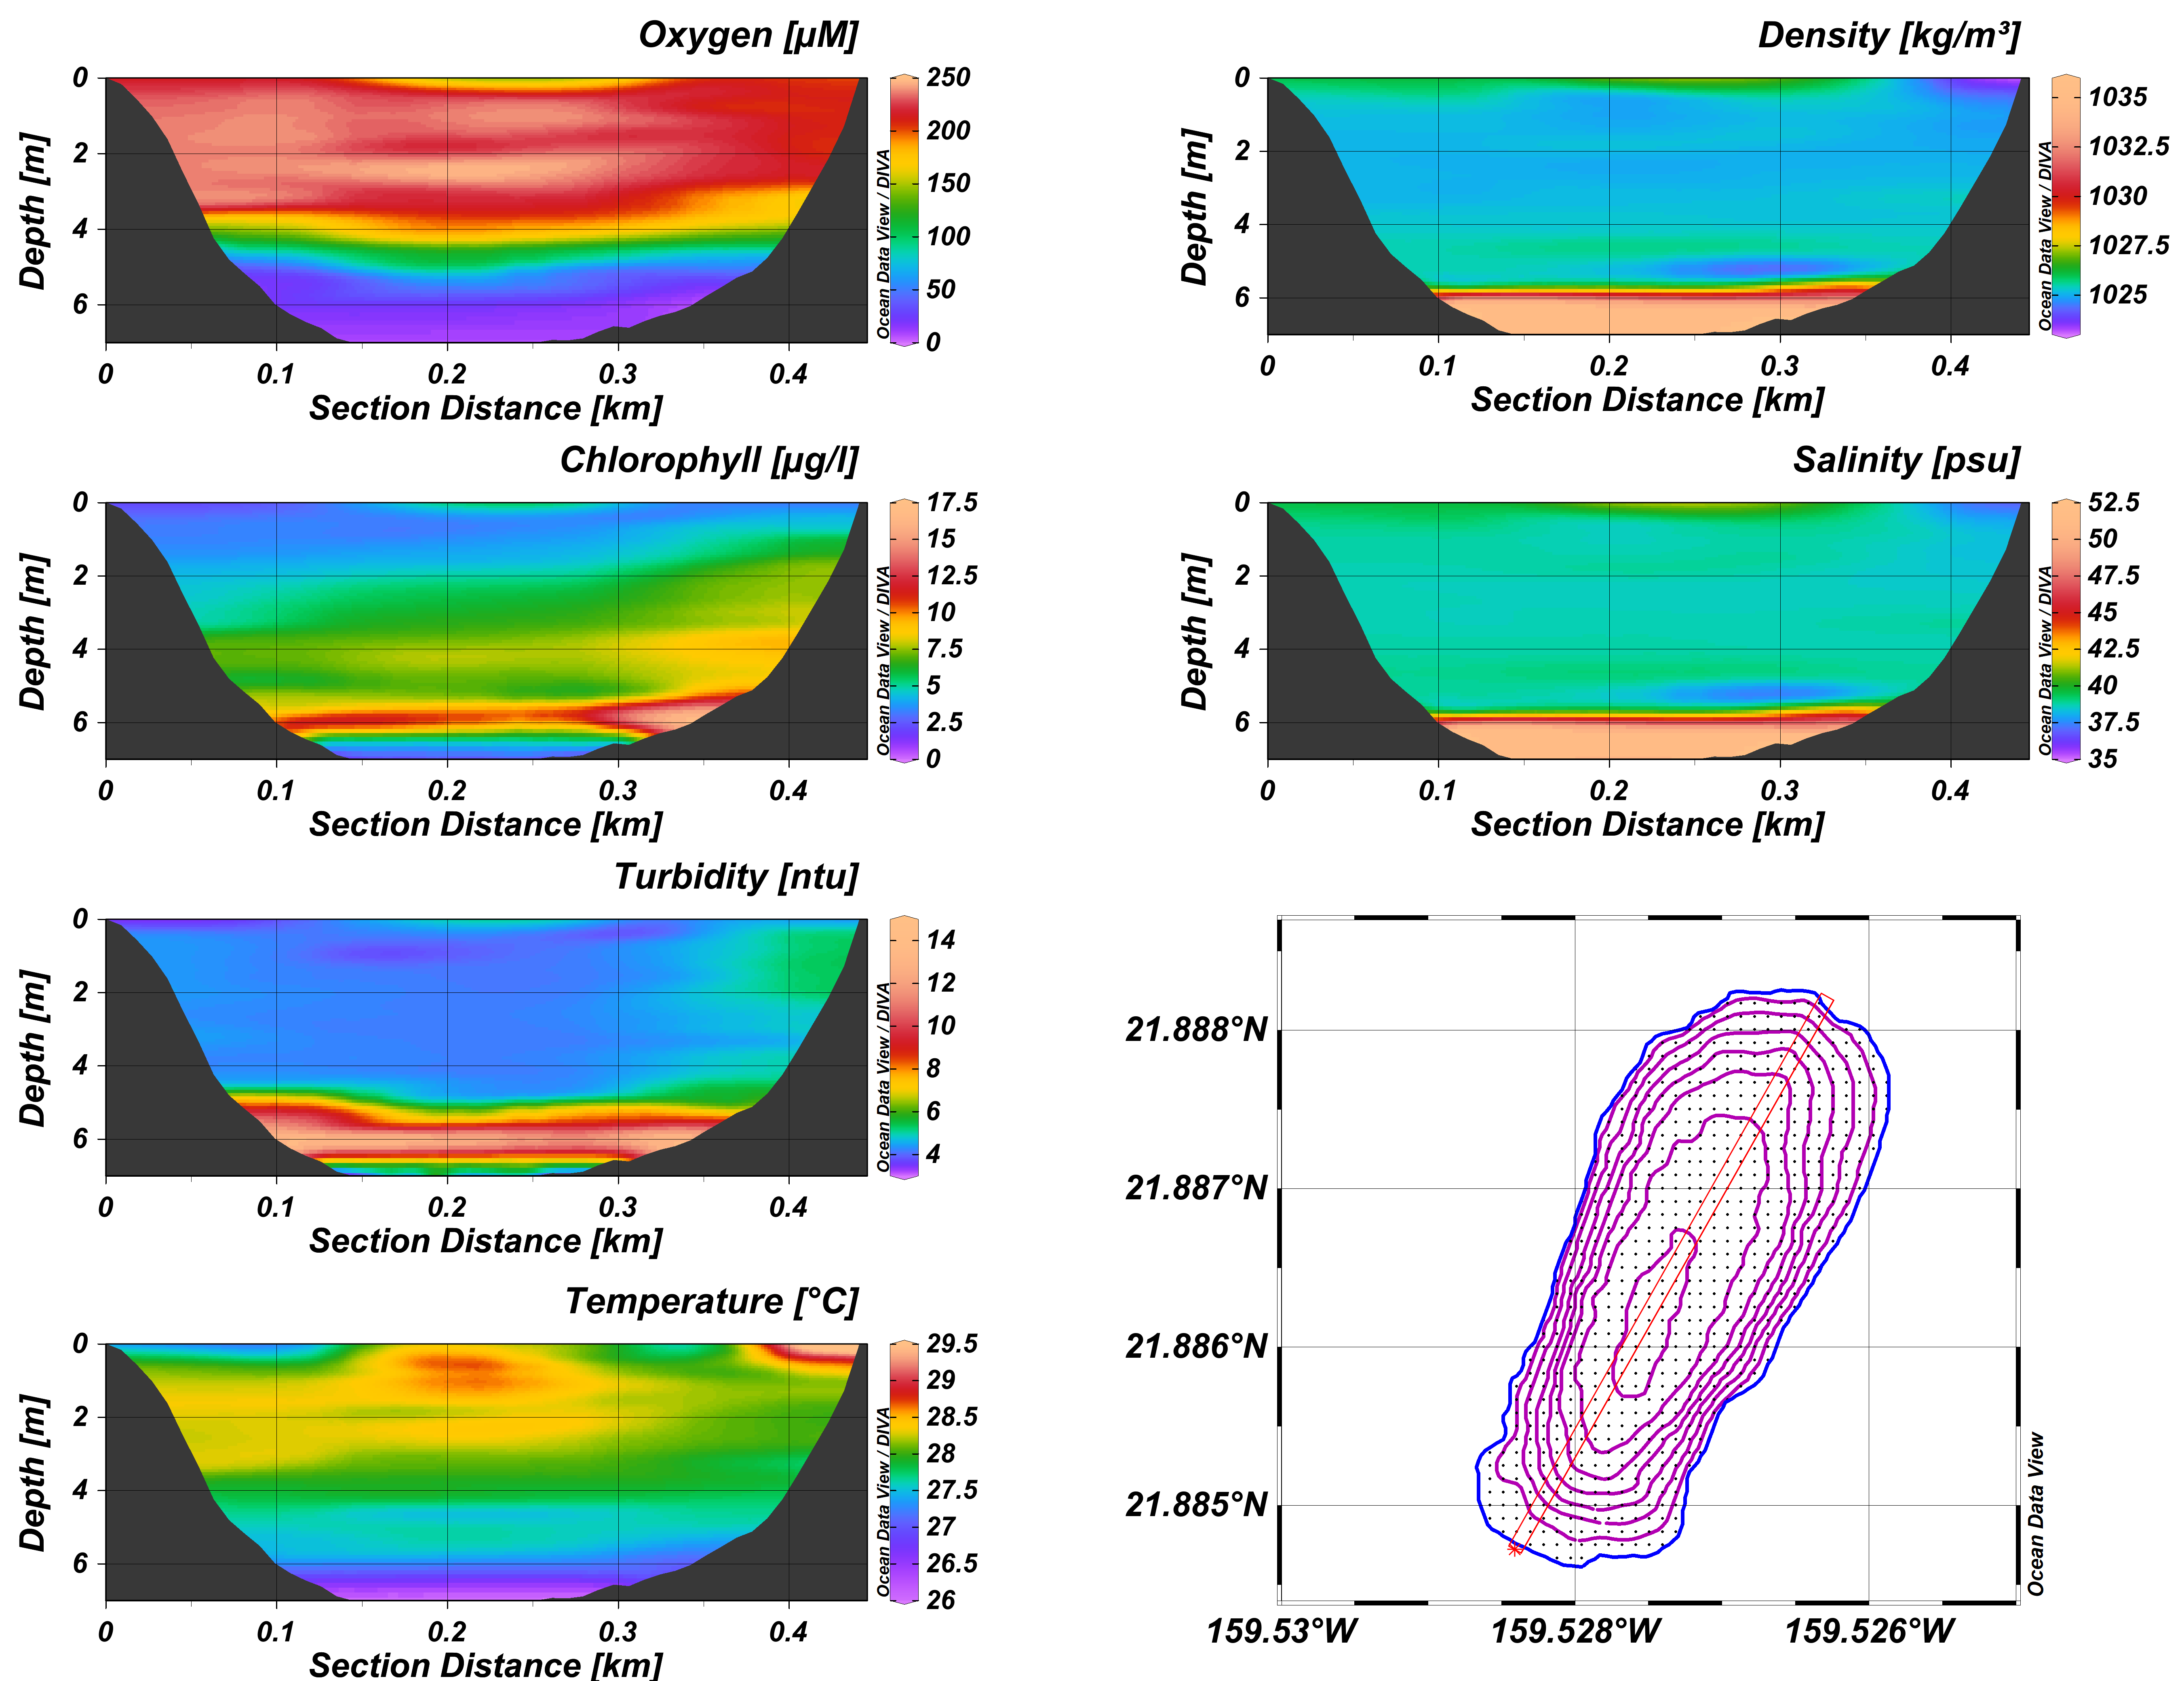 Oxygen [µM]
0
2
4
6
Depth [m]
0 0.1 0.2 0.3 0.4
Section Distance [km]
250
200
150
100
50
0
Ocean Data View / DIVA
Density [kg/m³]
0
2
4
6
Depth [m]
0 0.1 0.2 0.3 0.4
Section Distance [km]
1035
1032.5
1030
1027.5
1025
Ocean Data View / DIVA
Chlorophyll [µg/l]
0
2
4
6
Depth [m]
0 0.1 0.2 0.3 0.4
Section Distance [km]
17.5
15
12.5
10
7.5
5
2.5
0
Ocean Data View / DIVA
Salinity [psu]
0
2
4
6
Depth [m]
0 0.1 0.2 0.3 0.4
Section Distance [km]
52.5
50
47.5
45
42.5
40
37.5
35
Ocean Data View / DIVA
Turbidity [ntu]
0
2
4
6
Depth [m]
0 0.1 0.2 0.3 0.4
Section Distance [km]
14
12
10
8
6
4
Ocean Data View / DIVA
Temperature [°C]
0
2
4
6
Depth [m]
0 0.1 0.2 0.3 0.4
Section Distance [km]
29.5
29
28.5
28
27.5
27
26.5
26
Ocean Data View / DIVA
21.888°N
21.887°N
21.886°N
21.885°N
159.53°W 159.528°W 159.526°W
Ocean Data View